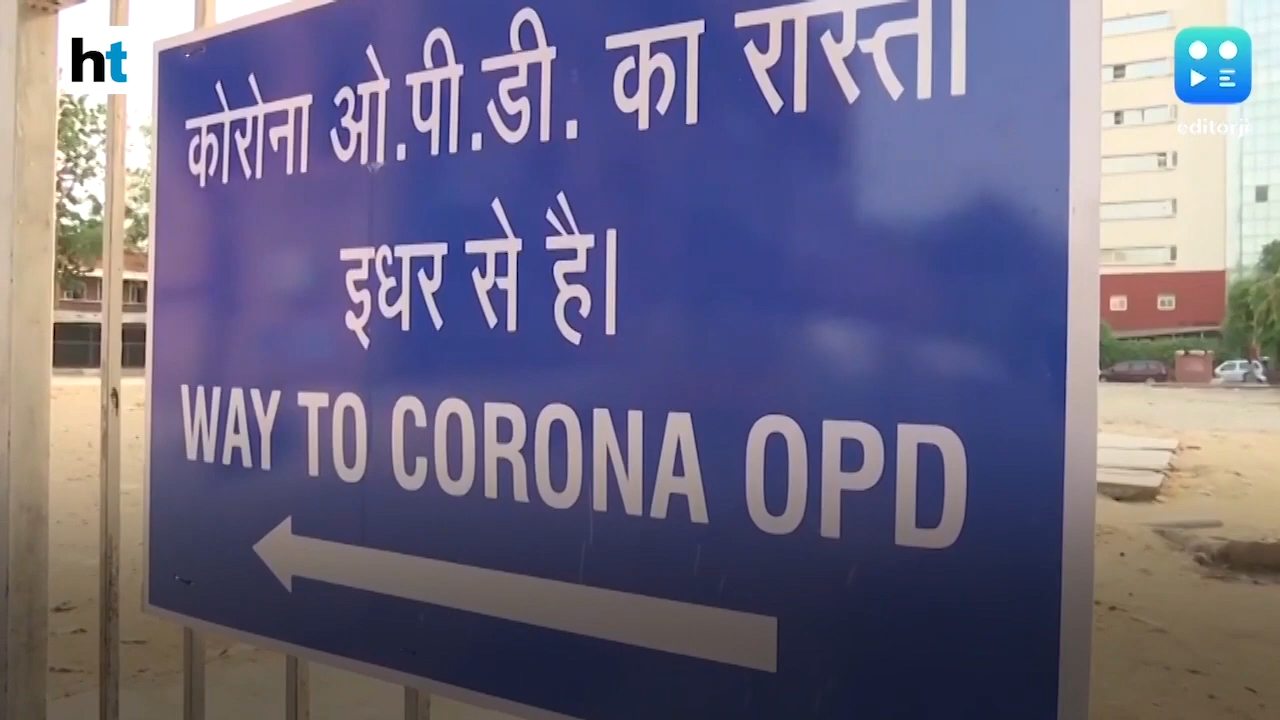 ht
editorji
कोरोना ओ.पी.डी. का रास्ता
इधर से है।
WAY TO CORONA OPD